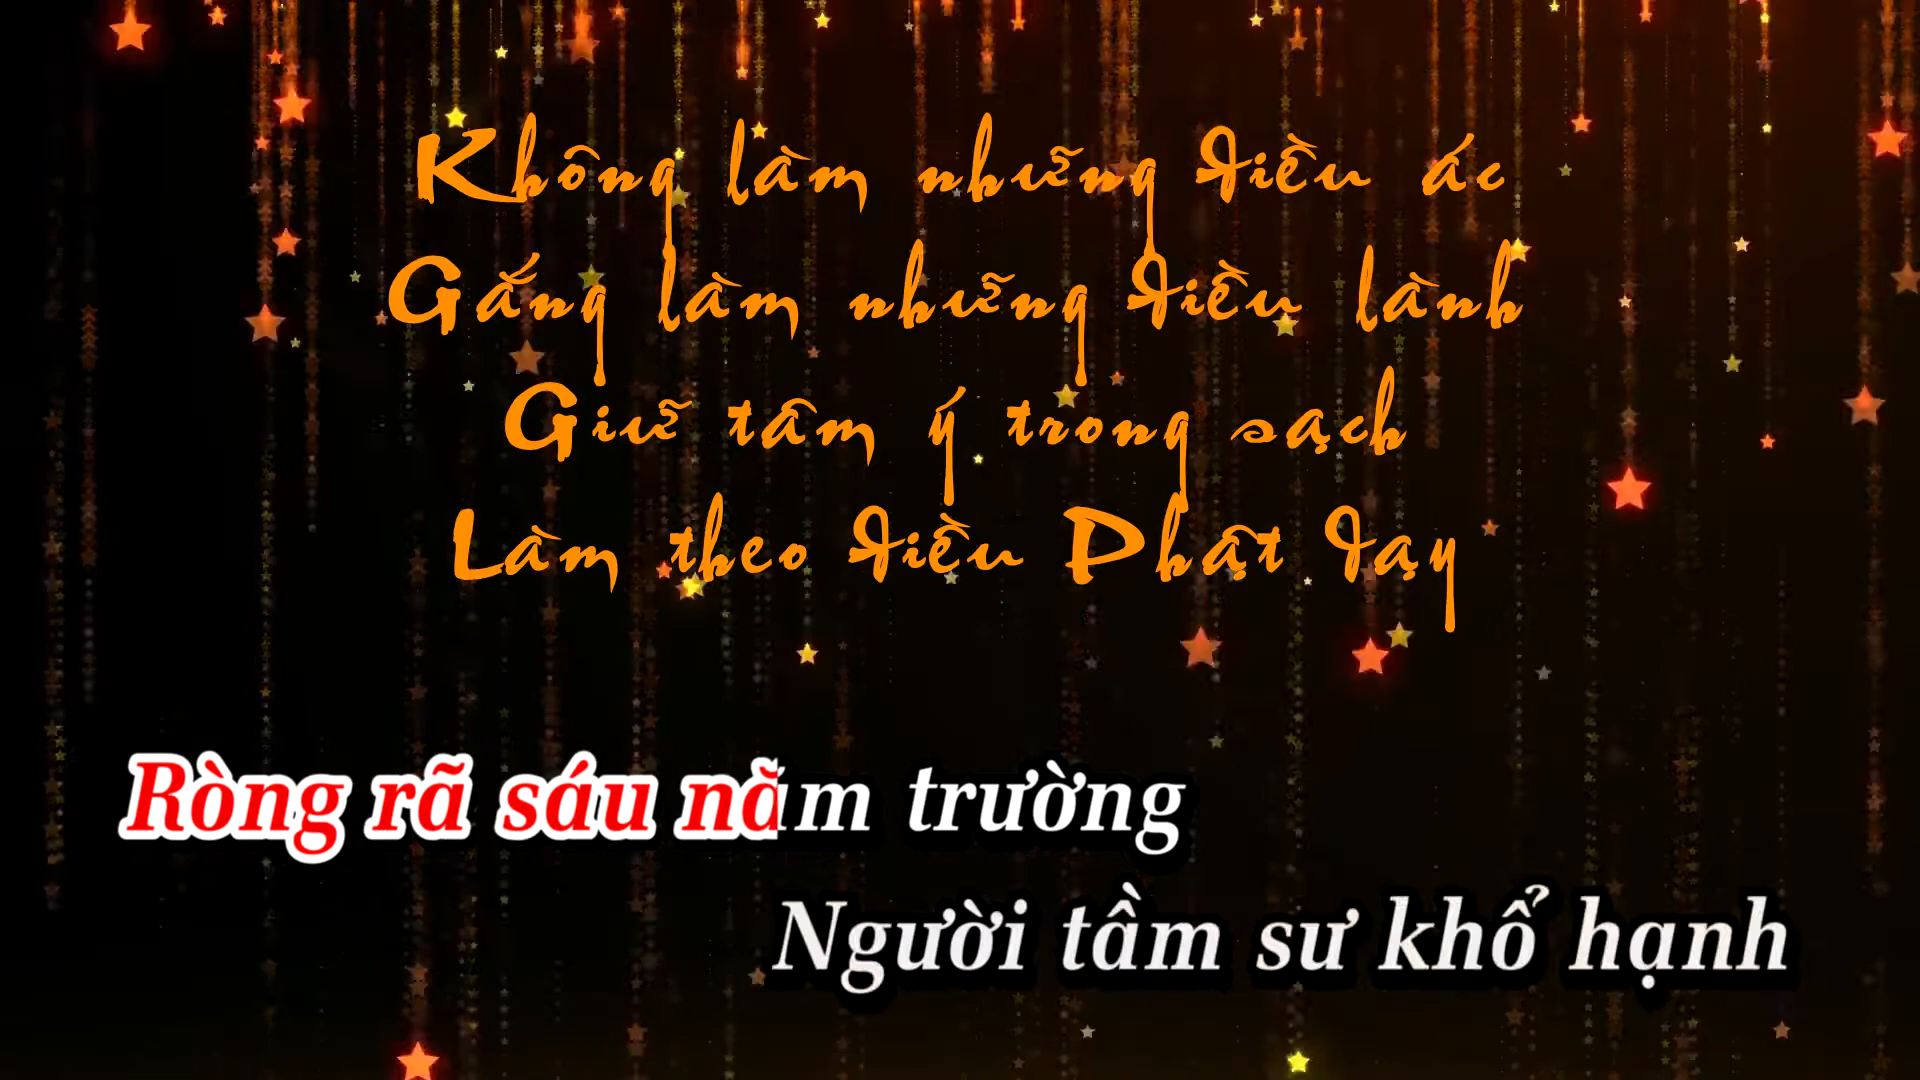 Không làm những điều ác
Gắng làm những điều lành
Giữ tâm ý trong sạch
Làm theo điều Phật dạy
Ròng rã sáu năm trường
Người tầm sư khổ hạnh